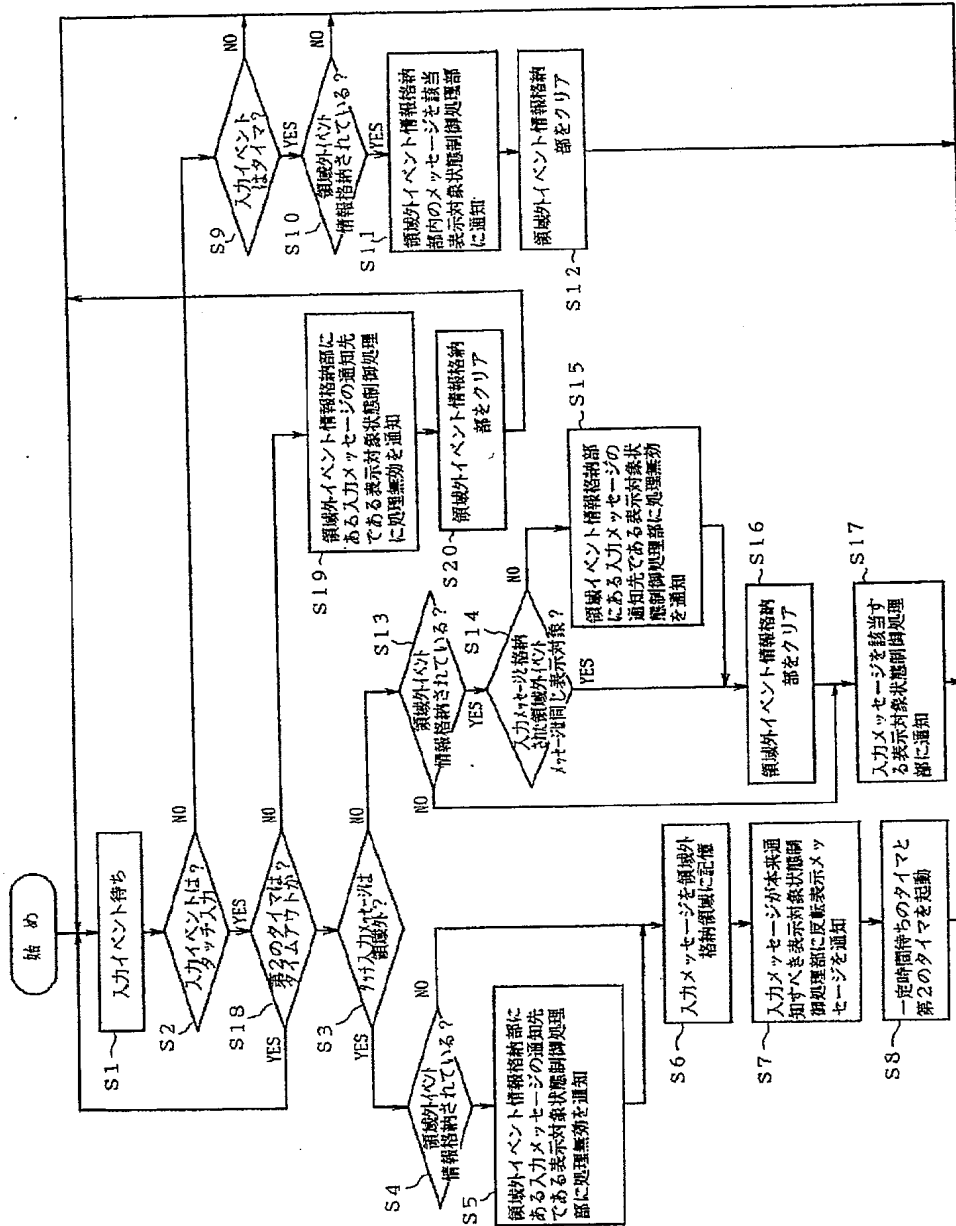 始 め
S1
入力イベント待ち
S2
入力イベントは
タッチ入力?
YES
NO
S18
第2のタイマは
タイムアウトか?
YES
NO
S3
タッチ入力メッセージは
領域外?
YES
NO
S4
領域外イベント
情報格納されている?
NO
S5
領域外イベント情報格納部に
ある入力メッセージの通知先
である表示対象状態制御処理
部に処理無効を通知
S6
入力メッセージを領域外
格納領域に記憶
S7
入力メッセージが本来通
知すべき表示対象状態制
御処理部に反転表示メッ
セージを通知
S8
一定時間待ちのタイマと
第2のタイマを起動
S9
入力イベント
はタイマ?
NO
YES
S10
領域外イベント
情報格納されている?
NO
YES
S11
領域外イベント情報格納
部内のメッセージを該当
表示対象状態制御処理部
に通知
S12
領域外イベント情報格納
部をクリア
S19
領域外イベント情報格納部に
ある入力メッセージの通知先
である表示対象状態制御処理
に処理無効を通知
S20
領域外イベント情報格納
部をクリア
S13
領域外イベント
情報格納されている?
NO
YES
S14
入力メッセージと格納
された領域外イベント
メッセージは同じ表示対象?
NO
YES
S15
領域イベント情報格納部
にある入力メッセージの
通知先である表示対象状
態制御処理部に処理無効
を通知
S16
領域外イベント情報格納
部をクリア
S17
入力メッセージを該当す
る表示対象状態制御処理
部に通知